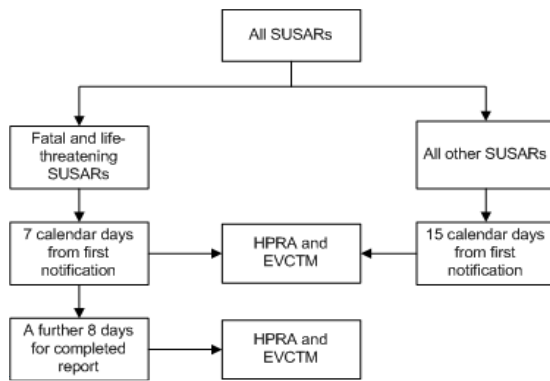 All SUSARs
Fatal and life-
threatening
SUSARs
All other SUSARs
7 calendar days
from first
notification
HPRA and
EVCTM
15 calendar days
from first
notification
A further 8 days
for completed
report
HPRA and
EVCTM